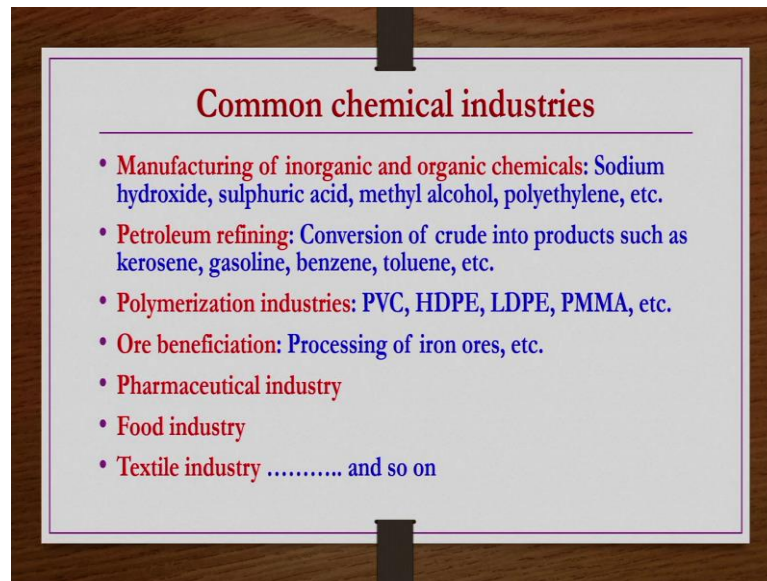 Common chemical industries
• Manufacturing of inorganic and organic chemicals: Sodium
hydroxide, sulphuric acid, methyl alcohol, polyethylene, etc.
• Petroleum refining: Conversion of crude into products such as
kerosene, gasoline, benzene, toluene, etc.
• Polymerization industries: PVC, HDPE, LDPE, PMMA, etc.
• Ore beneficiation: Processing of iron ores, etc.
• Pharmaceutical industry
• Food industry
• Textile industry ……….. and so on